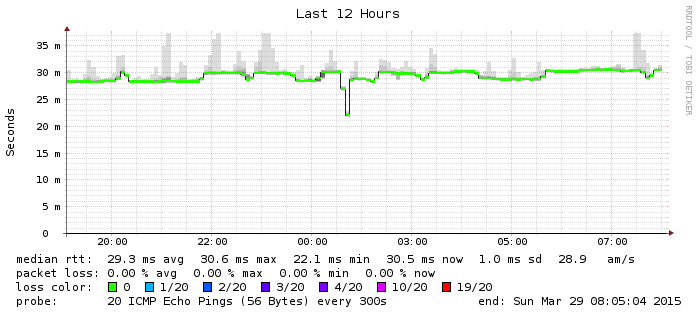 Last 12 Hours
RRDTOOL / TOBI OETIKER
Seconds
35 m
30 m
25 m
20 m
15 m
10 m
5 m
0
20:00 22:00 00:00 03:00 05:00 07:00
median rtt: 29.3 ms avg 30.6 ms max 22.1 ms min 30.5 ms now 1.0 ms sd 28.9 am/s
packet loss: 0.00 % avg 0.00 % max 0.00 % min 0.00 % now
loss color: 0 1/20 2/20 3/20 4/20 10/20 19/20
probe: 20 ICMP Echo Pings (56 Bytes) every 300s end: Sun Mar 29 08:05:04 2015